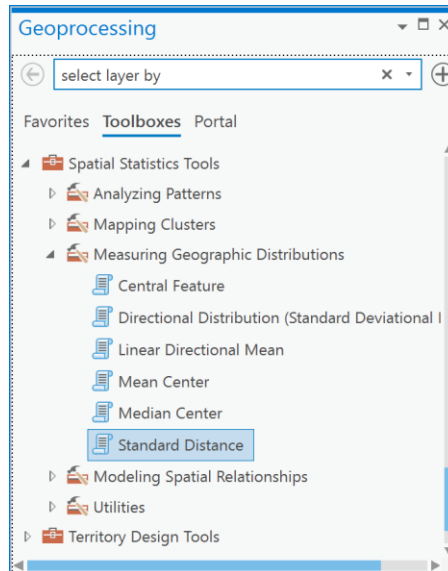 Geoprocessing
select layer by
Favorites Toolboxes Portal
Spatial Statistics Tools
Analyzing Patterns
Mapping Clusters
Measuring Geographic Distributions
Central Feature
Directional Distribution (Standard Deviational
Linear Directional Mean
Mean Center
Median Center
Standard Distance
Modeling Spatial Relationships
Utilities
Territory Design Tools